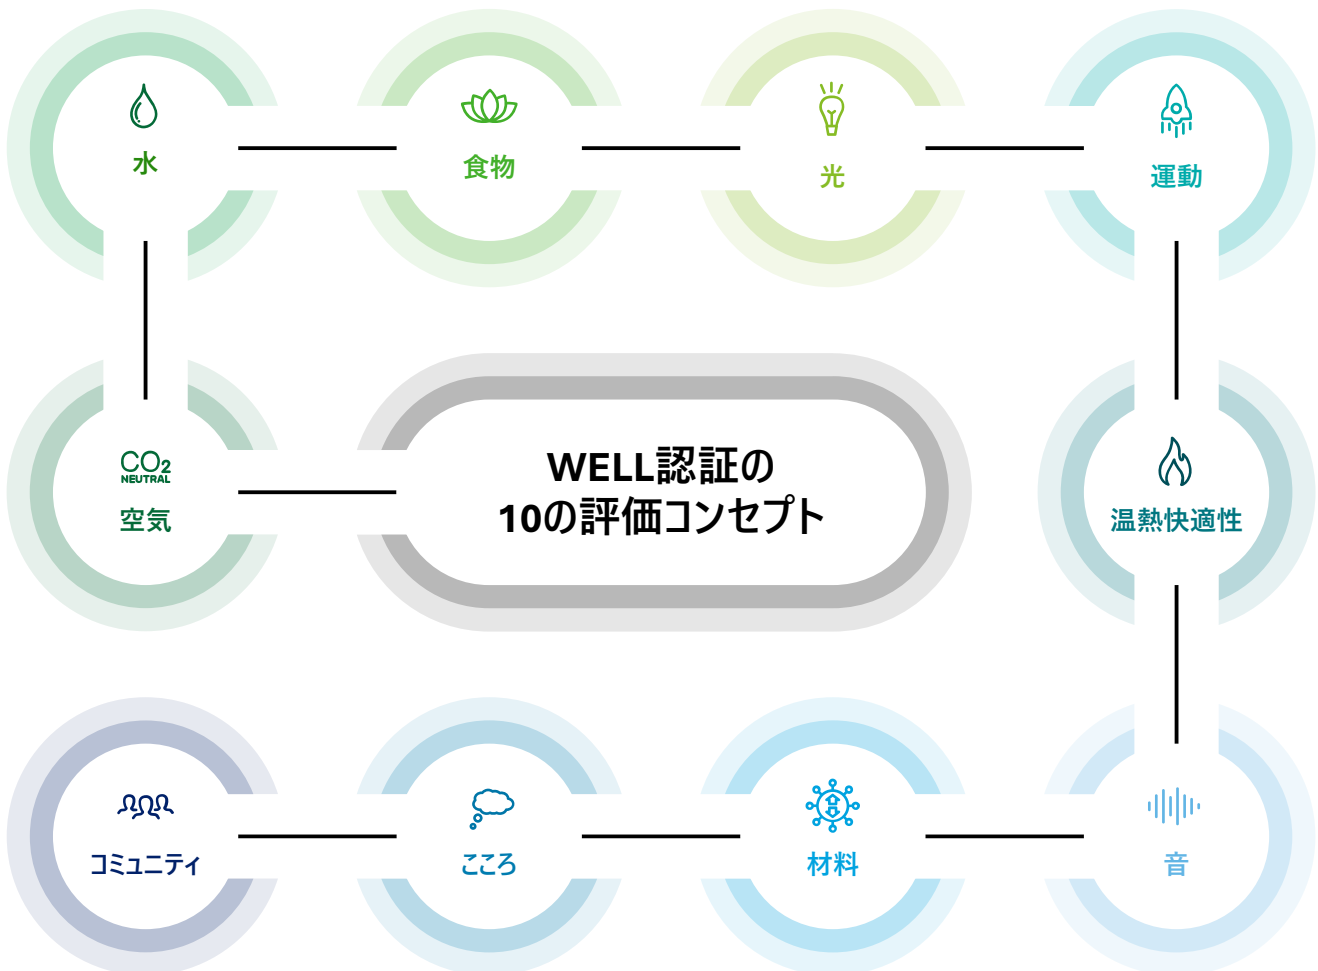 水
食物
光
運動
CO2
NEUTRAL
空気
WELL認証の
10の評価コンセプト
温熱快適性
コミュニティ
こころ
材料
音